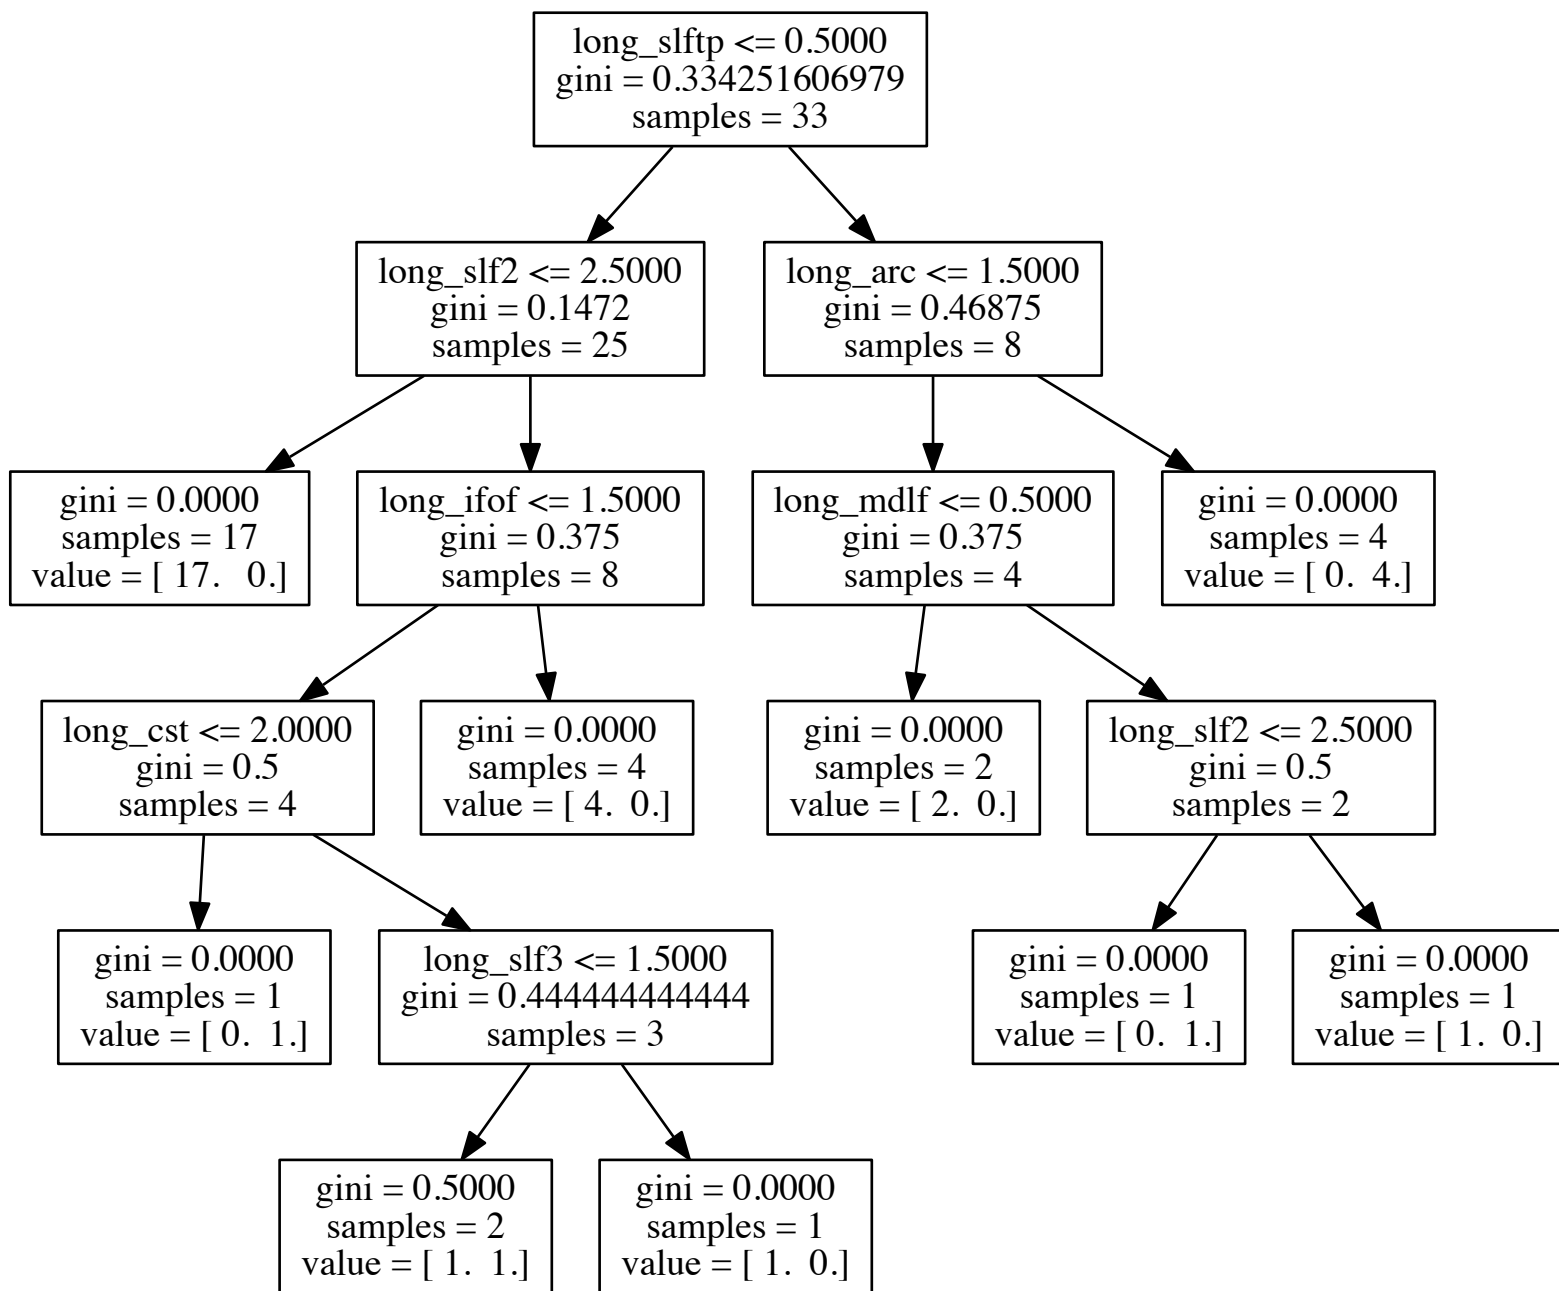 long_slftp <= 0.5000
gini = 0.334251606979
samples = 33
long_slf2 <= 2.5000
gini = 0.1472
samples = 25
long_arc <= 1.5000
gini = 0.46875
samples = 8
gini = 0.0000
samples = 17
value = [ 17.   0.]
long_ifof <= 1.5000
gini = 0.375
samples = 8
long_mdlf <= 0.5000
gini = 0.375
samples = 4
gini = 0.0000
samples = 4
value = [ 0.  4.]
long_cst <= 2.0000
gini = 0.5
samples = 4
gini = 0.0000
samples = 4
value = [ 4.  0.]
gini = 0.0000
samples = 2
value = [ 2.  0.]
long_slf2 <= 2.5000
gini = 0.5
samples = 2
gini = 0.0000
samples = 1
value = [ 0.  1.]
long_slf3 <= 1.5000
gini = 0.444444444444
samples = 3
gini = 0.0000
samples = 1
value = [ 0.  1.]
gini = 0.0000
samples = 1
value = [ 1.  0.]
gini = 0.5000
samples = 2
value = [ 1.  1.]
gini = 0.0000
samples = 1
value = [ 1.  0.]